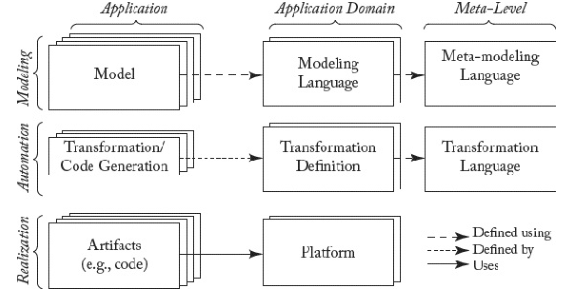 Application
Application Domain
Meta-Level
Modeling
Model
Modeling
Language
Meta-modeling
Language
Automation
Transformation/
Code Generation
Transformation
Definition
Transformation
Language
Realization
Artifacts
(e.g., code)
Platform
Defined using
Defined by
Uses